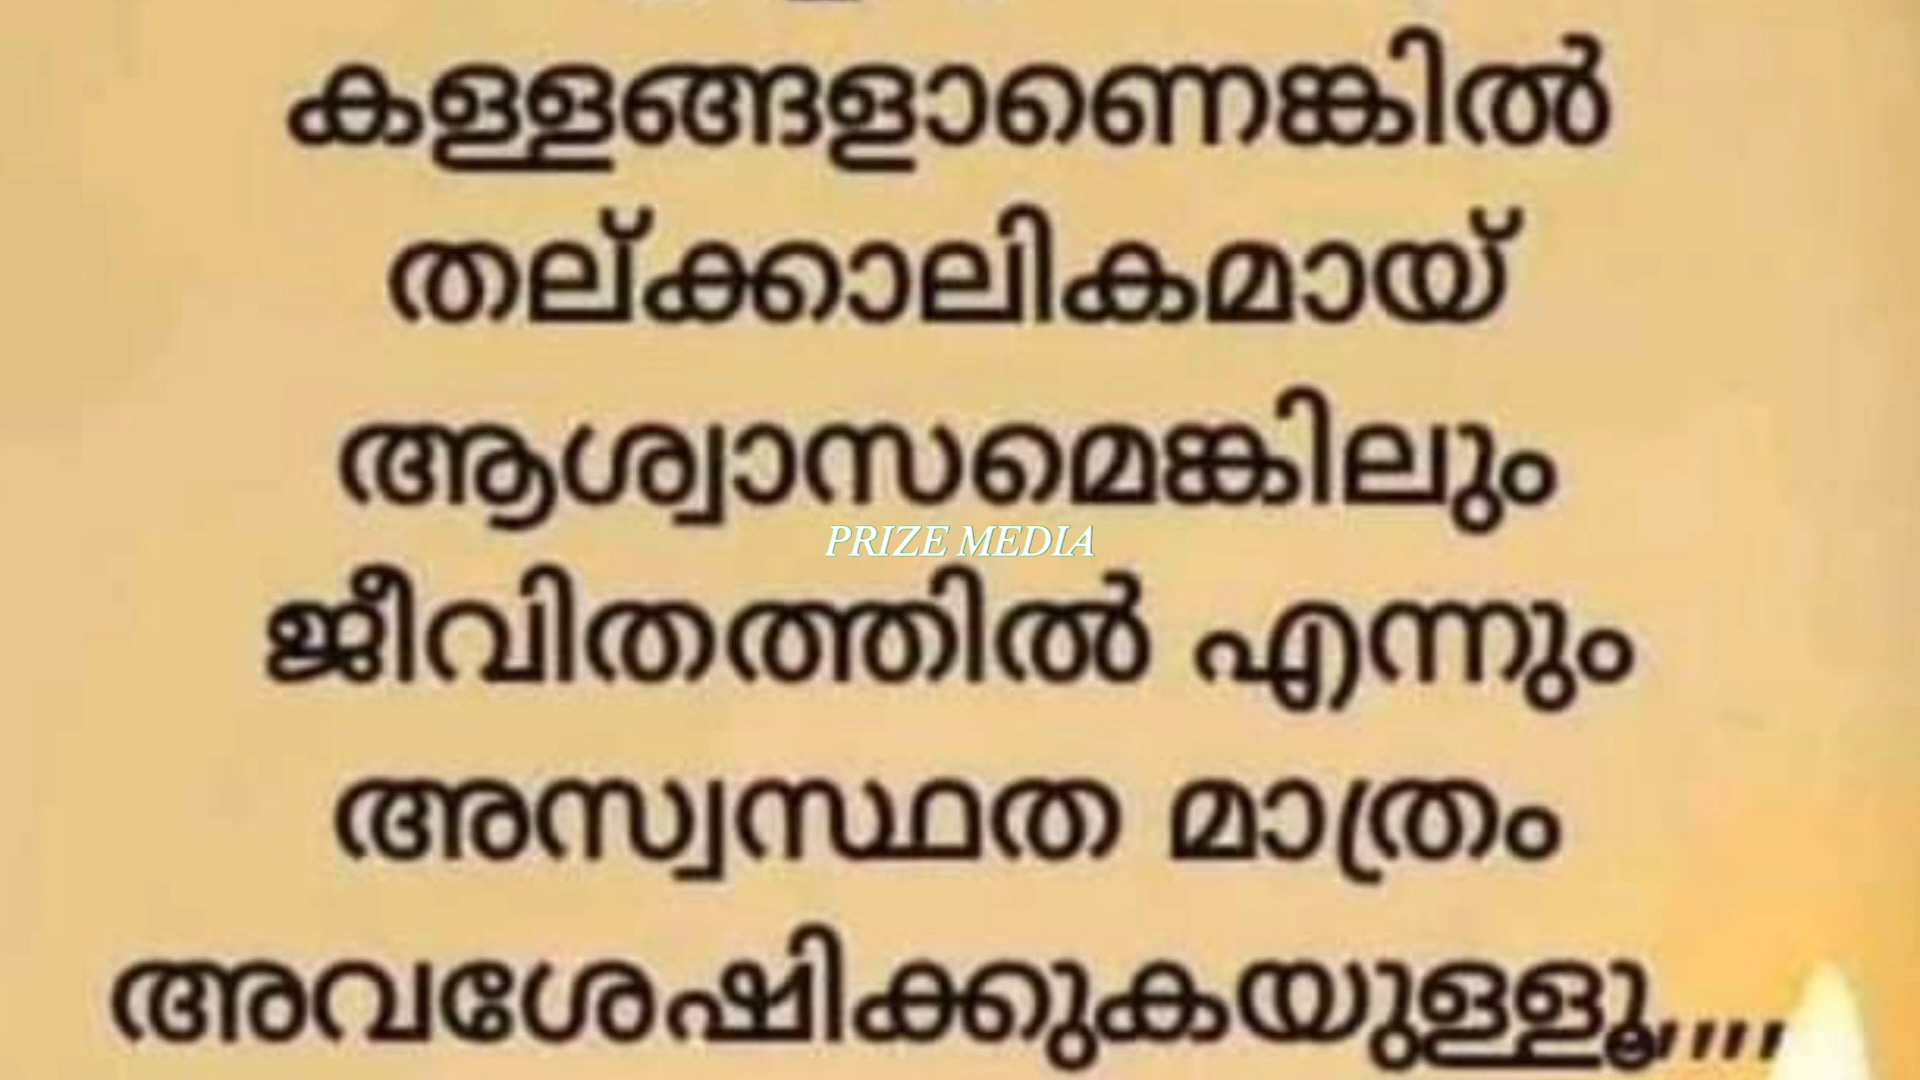 കള്ളങ്ങളാണെങ്കിൽ
തല്ക്കാലികമായ്
ആശ്വാസമെങ്കിലും
PRIZE MEDIA
ജീവിതത്തിൽ എന്നും
അസ്വസ്ഥത മാത്രം
അവശേഷിക്കുകയുള്ളൂ,,,,,